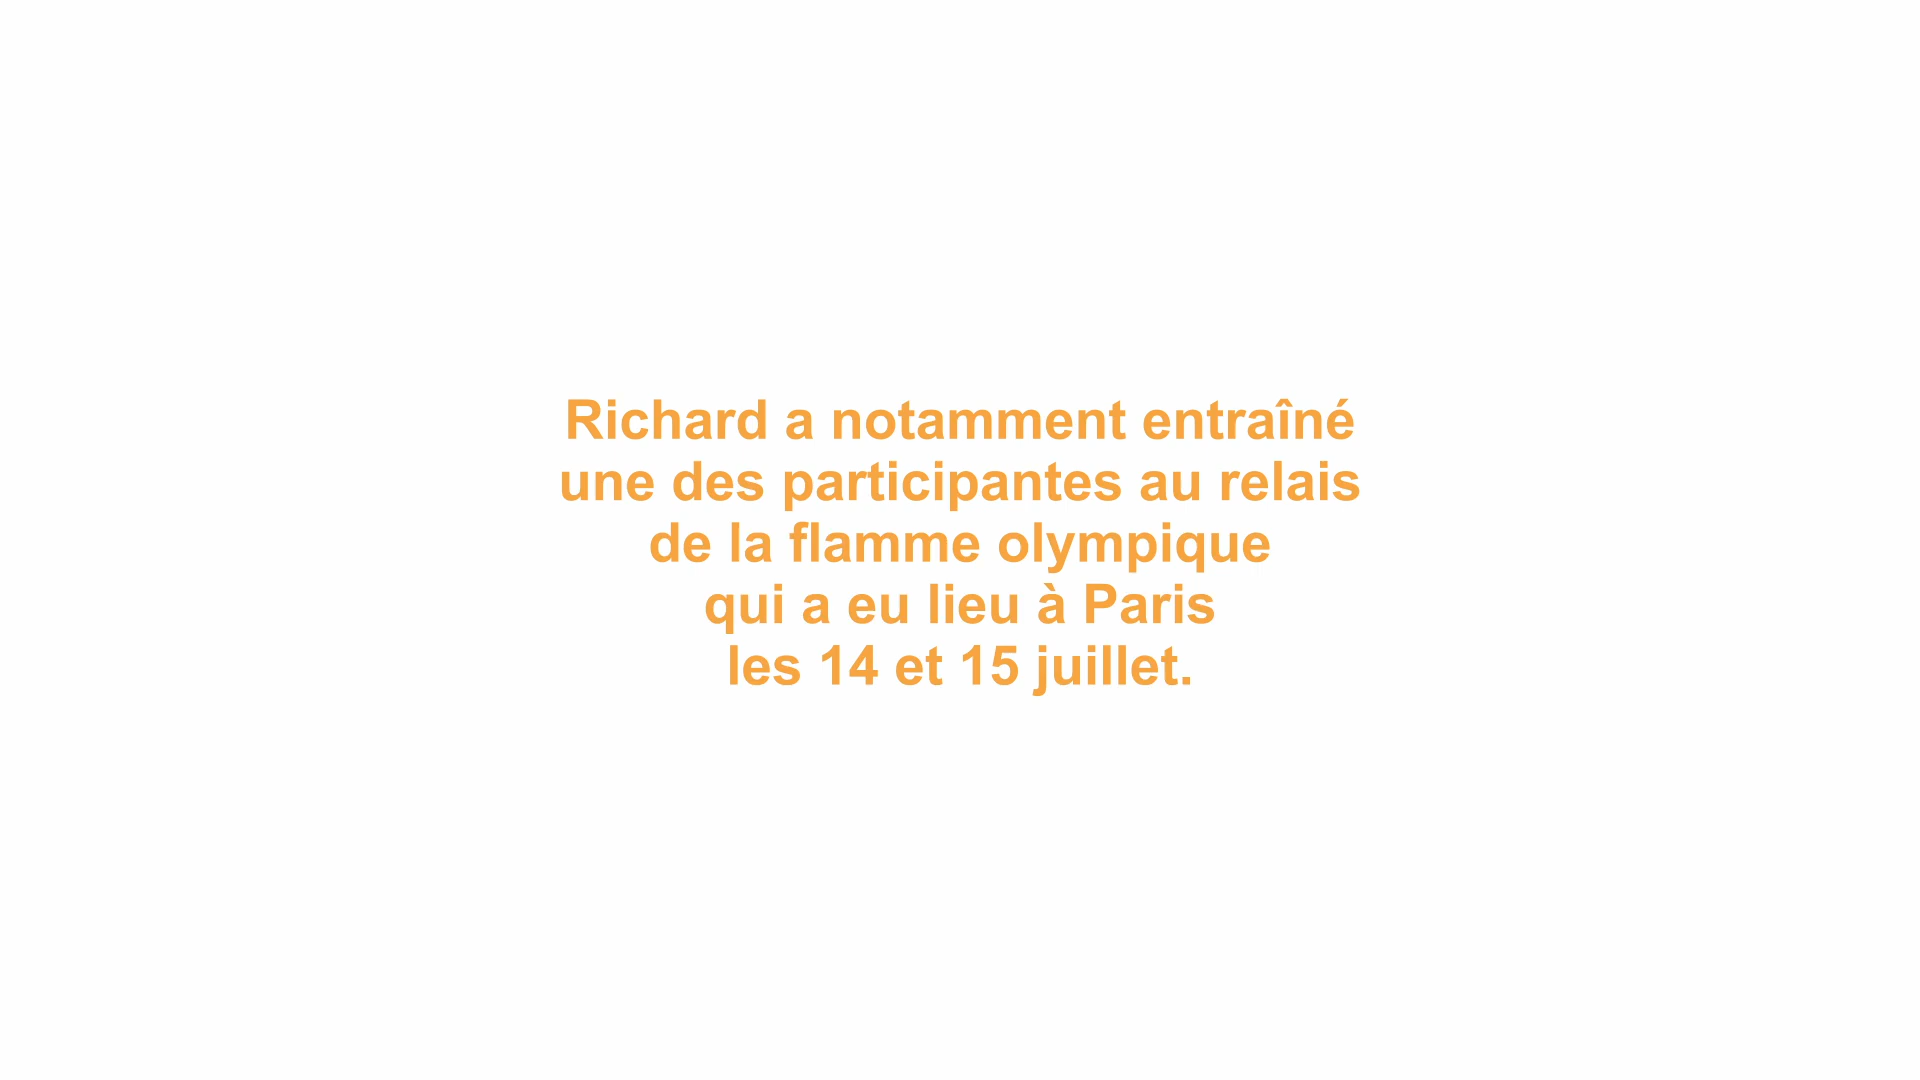 Richard a notamment entraîné
une des participantes au relais
de la flamme olympique
qui a eu lieu à Paris
les 14 et 15 juillet.